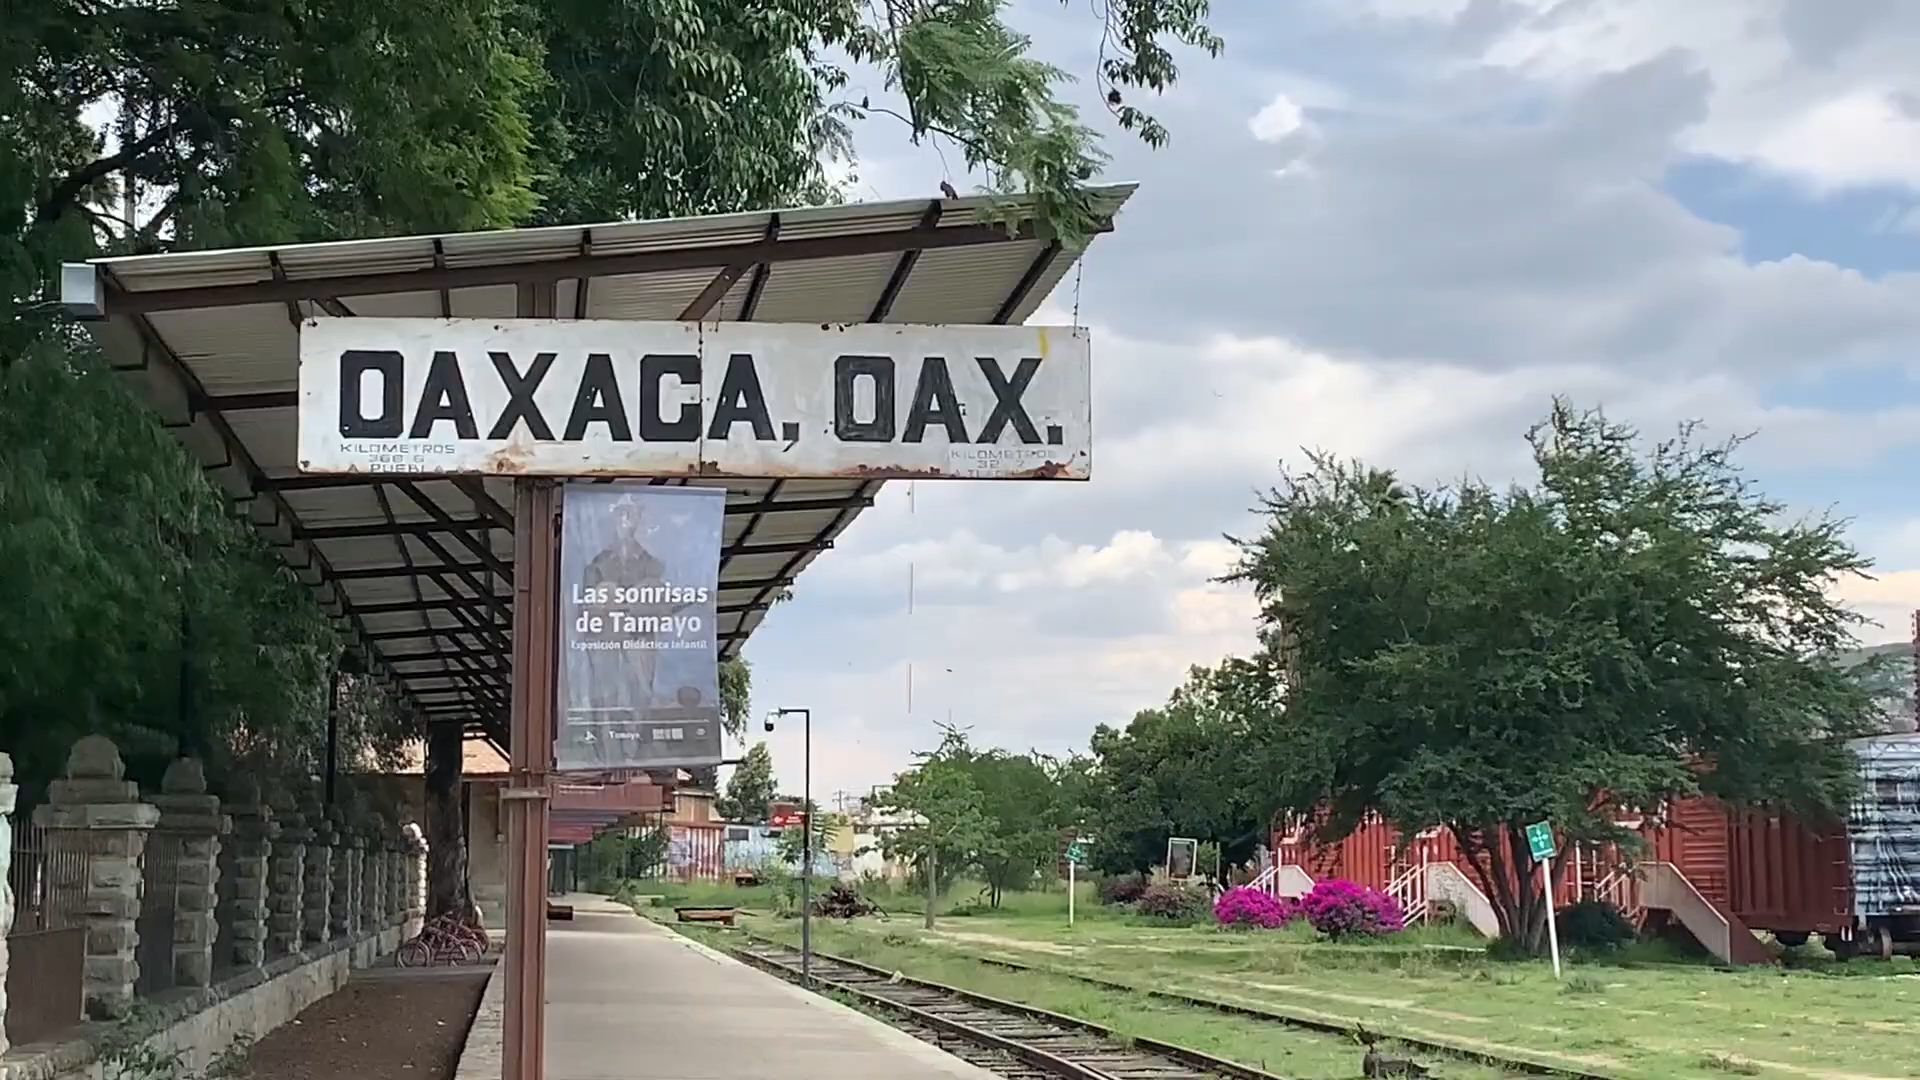 OAXACA, OAX.
KILOMETROS
A PUEBLA
KILOMETROS
Las sonrisas
de Tamayo
Exposición Didáctica Infantil
Tamayo